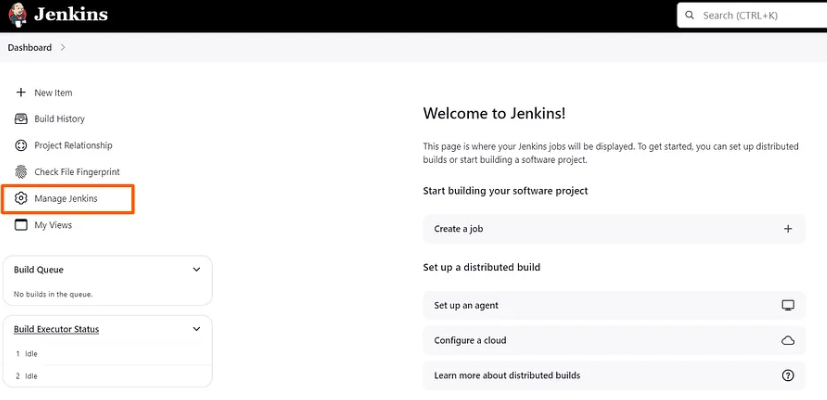 Jenkins
Search (CTRL+K)
Dashboard
New Item
Build History
Project Relationship
Check File Fingerprint
Manage Jenkins
My Views
Build Queue
No builds in the queue.
Build Executor Status
1 Idle
2 Idle
Welcome to Jenkins!
This page is where your Jenkins jobs will be displayed. To get started, you can set up distributed
builds or start building a software project.
Start building your software project
Create a job
Set up a distributed build
Set up an agent
Configure a cloud
Learn more about distributed builds